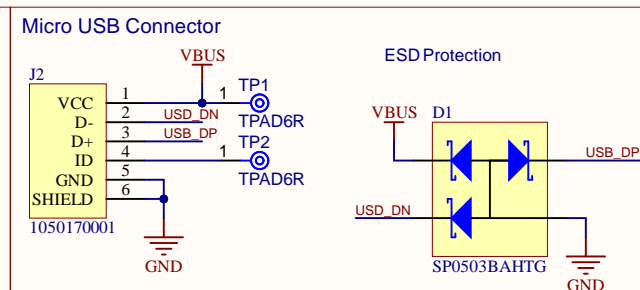 Micro USB Connector
ESD Protection
VBUS
J2
VCC
D-
D+
ID
GND
SHIELD
1
2
3
4
5
6
USD_DN
USB_DP
1
TP1
TPAD6R
1
TP2
TPAD6R
1050170001
GND
VBUS
D1
USB_DP
USD_DN
SP0503BAHTG
GND